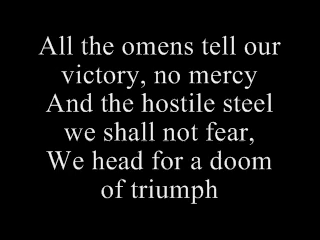 All the omens tell our
victory, no mercy
And the hostile steel
we shall not fear,
We head for a doom
of triumph